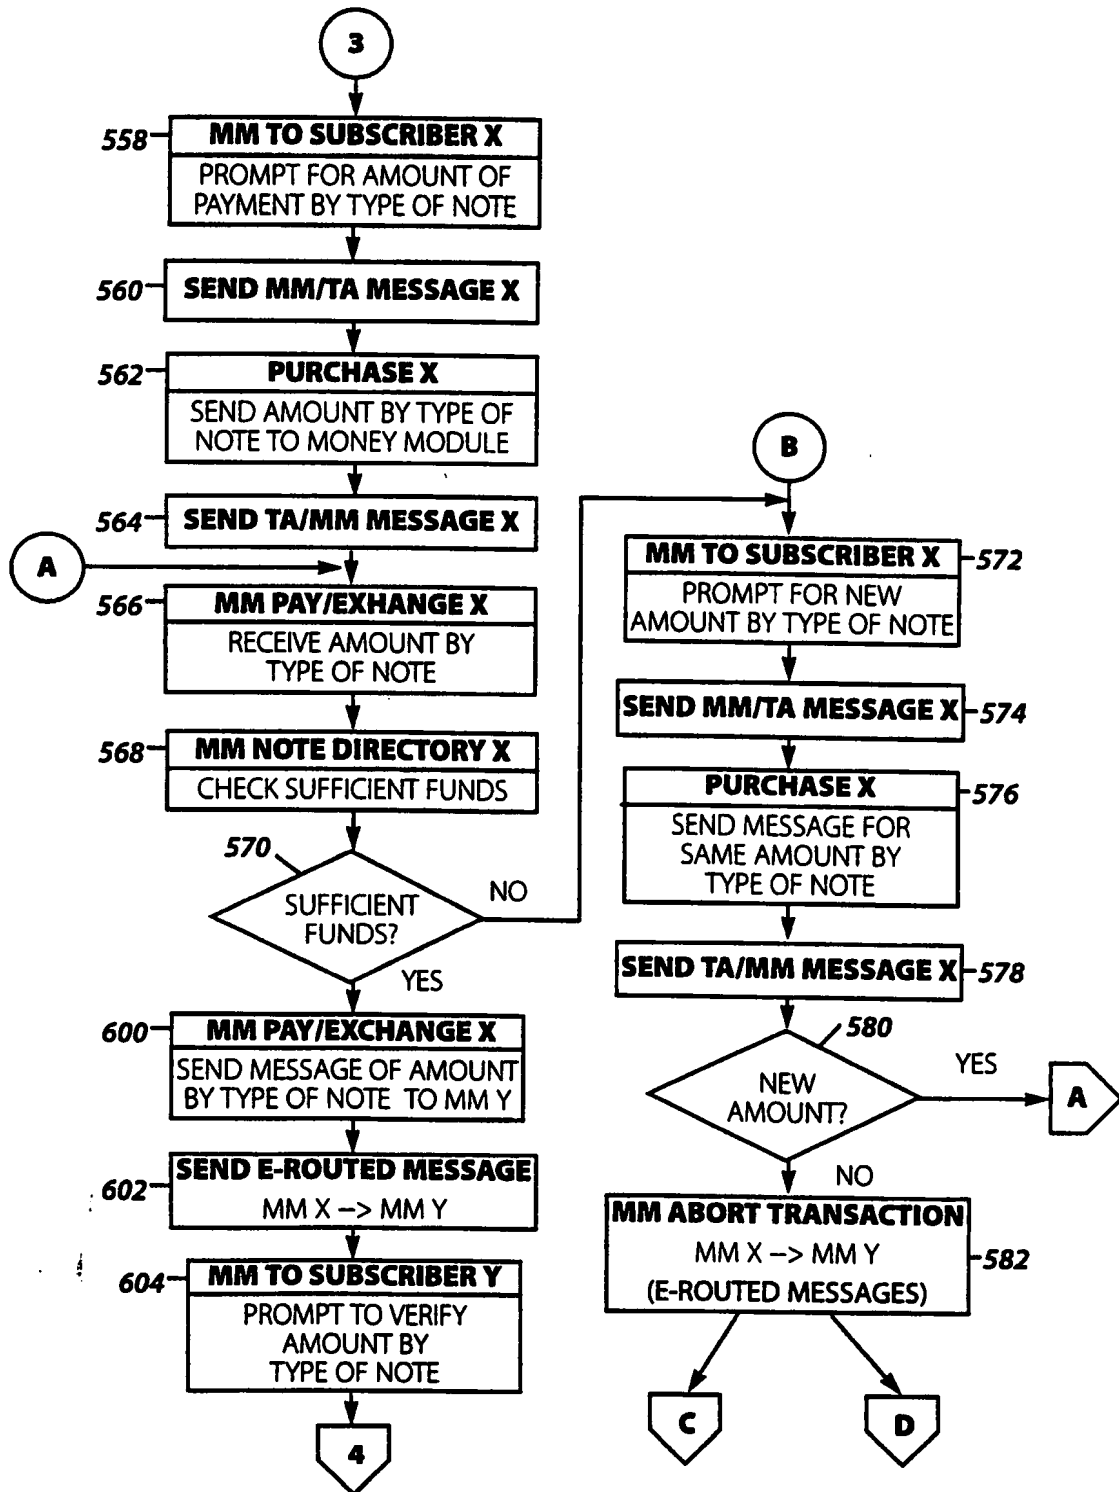 3
558
MM TO SUBSCRIBER X
PROMPT FOR AMOUNT OF
PAYMENT BY TYPE OF NOTE
560
SEND MM/TA MESSAGE X
562
PURCHASE X
SEND AMOUNT BY TYPE OF
NOTE TO MONEY MODULE
564
SEND TA/MM MESSAGE X
A
566
MM PAY/EXHANGE X
RECEIVE AMOUNT BY
TYPE OF NOTE
568
MM NOTE DIRECTORY X
CHECK SUFFICIENT FUNDS
570
SUFFICIENT
FUNDS?
NO
YES
600
MM PAY/EXCHANGE X
SEND MESSAGE OF AMOUNT
BY TYPE OF NOTE TO MM Y
602
SEND E-ROUTED MESSAGE
MM X –> MM Y
604
MM TO SUBSCRIBER Y
PROMPT TO VERIFY
AMOUNT BY
TYPE OF NOTE
4
B
MM TO SUBSCRIBER X
572
PROMPT FOR NEW
AMOUNT BY TYPE OF NOTE
SEND MM/TA MESSAGE X
574
PURCHASE X
576
SEND MESSAGE FOR
SAME AMOUNT BY
TYPE OF NOTE
SEND TA/MM MESSAGE X
578
580
NEW
AMOUNT?
YES
A
NO
MM ABORT TRANSACTION
MM X –> MM Y
582
(E-ROUTED MESSAGES)
C
D